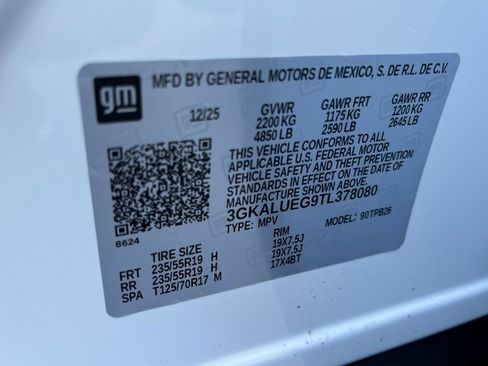 gm
MFD BY GENERAL MOTORS DE MEXICO, S. DE R.L. DE C.V.
12/25 GVWR GAWR FRT GAWR RR
2200 KG 1175 KG 1200 KG
4850 LB 2590 LB 2645 LB
THIS VEHICLE CONFORMS TO ALL
APPLICABLE U.S. FEDERAL MOTOR
VEHICLE SAFETY STANDARDS IN
EFFECT ON THE DATE OF
MANUFACTURE SHOWN ABOVE.
3GKALUEG9TL378080
8624 TYPE: MPV MODEL: 90TPB26
TIRE SIZE RIM
FRT 235/55R19 H 19X7.5J
RR 235/55R19 H 19X7.5J
SPA T125/70R17 M 17X4BT